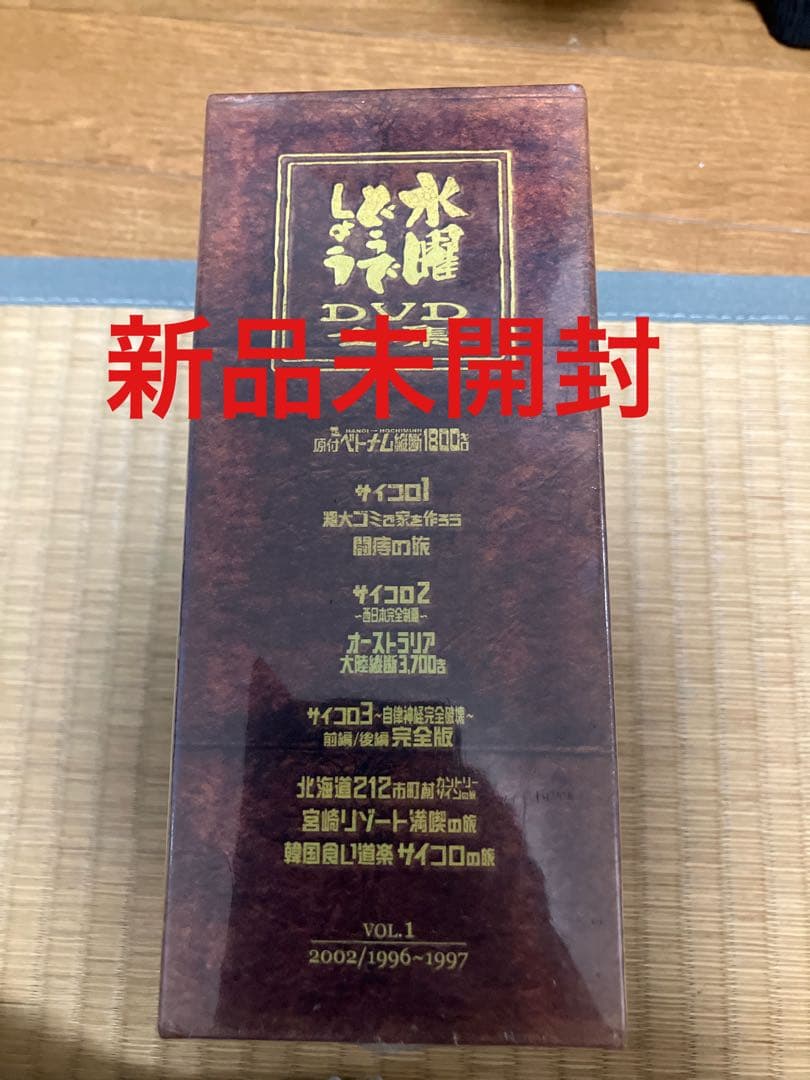 水曜
どうで
しょう
DVD
全集
新品未開封
HANOI — HOCHIMINH
原付ベトナム縦断1800キロ
サイコロ1
粗大ゴミで家を作ろう
闘痔の旅
サイコロ2
~西日本完全制覇~
オーストラリア
大陸縦断3,700キロ
サイコロ3~自律神経完全破壊~
前編/後編 完全版
北海道212市町村カントリーサインの旅
宮崎リゾート満喫の旅
韓国食い道楽サイコロの旅
VOL.1
2002/1996~1997